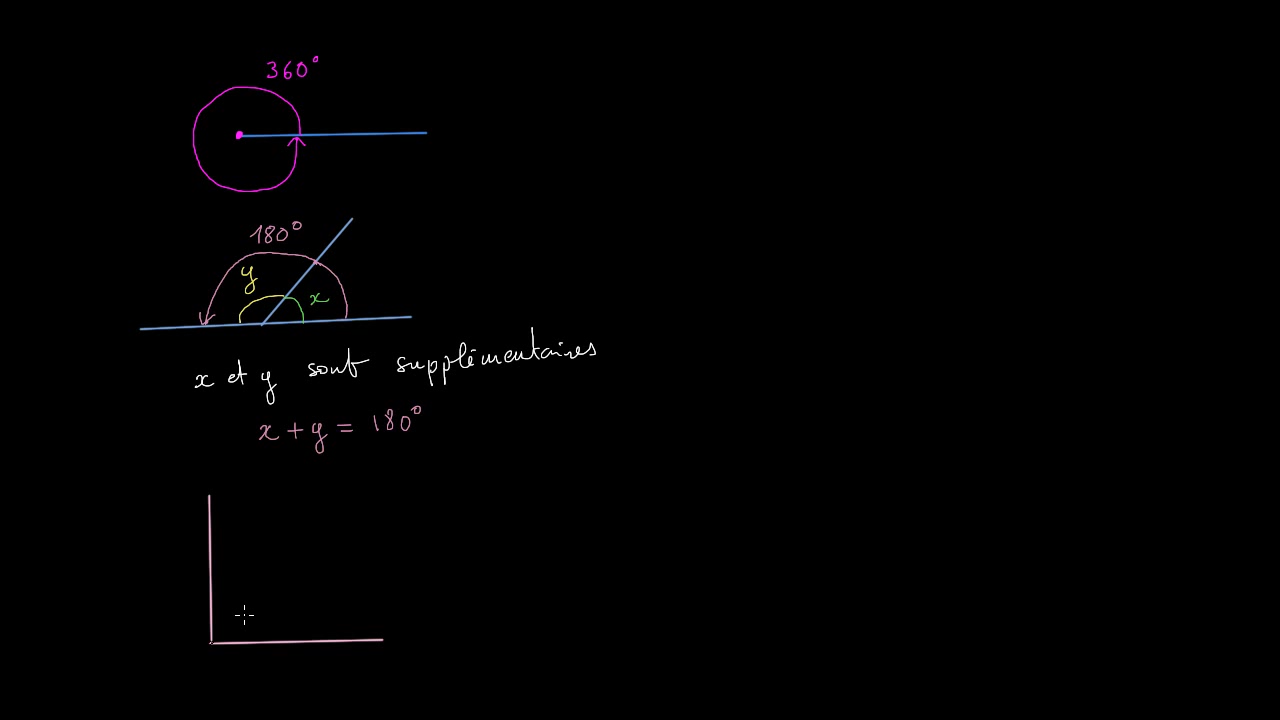 360°
180°
y
x
x et y sont supplémentaires
x + y = 180°